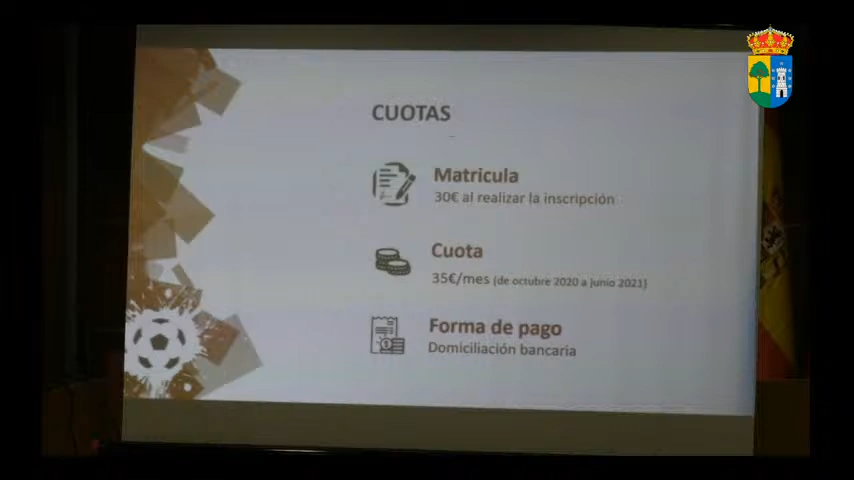 CUOTAS
Matricula
30€ al realizar la inscripción
Cuota
35€/mes (de octubre 2020 a junio 2021)
Forma de pago
Domiciliación bancaria